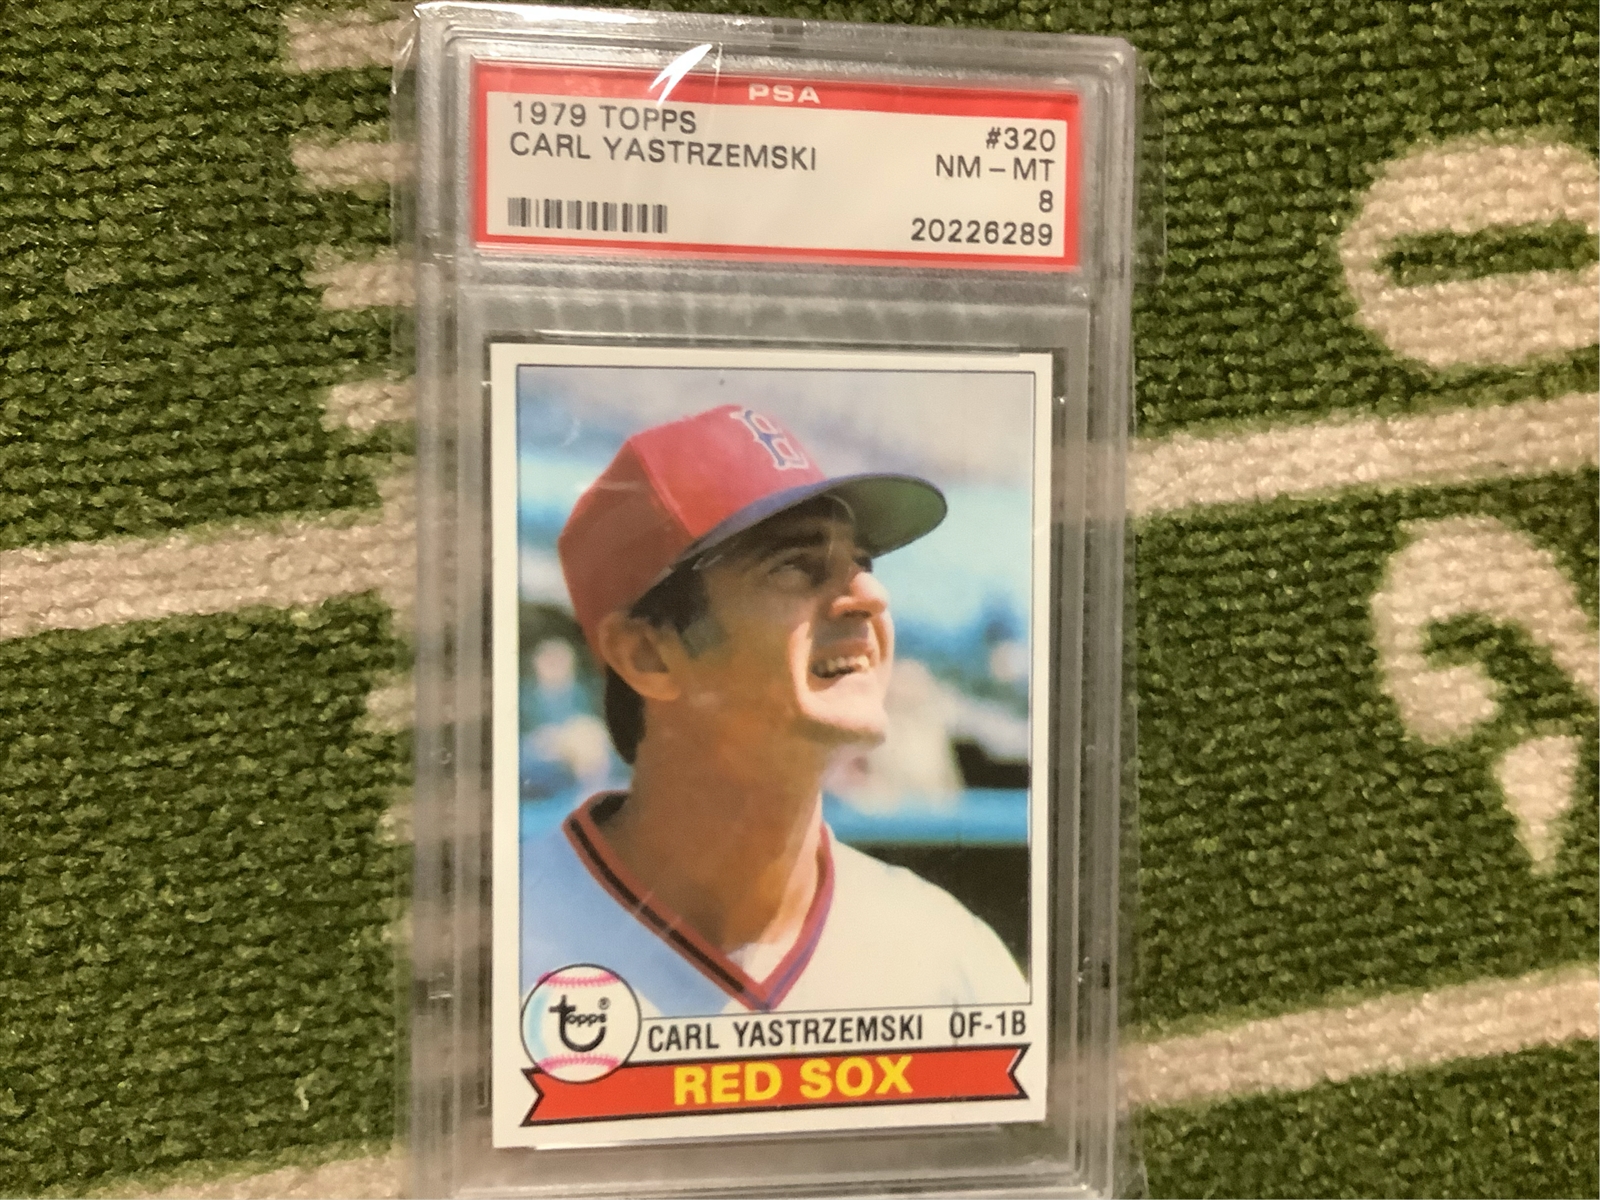 PSA
1979 TOPPS
CARL YASTRZEMSKI
#320
NM - MT
8
20226289
B
Topps®
CARL YASTRZEMSKI OF-1B
RED SOX